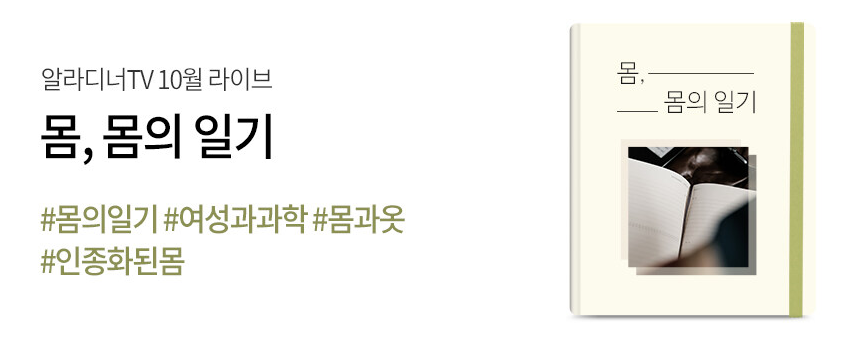 알라디너TV 10월 라이브
몸, 몸의 일기
#몸의일기 #여성과과학 #몸과옷
#인종화된몸
몸,
몸의 일기